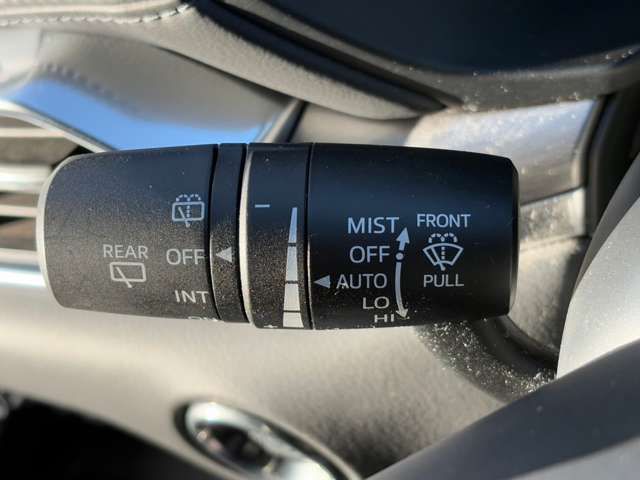 REAR
OFF
INT
MIST
OFF
AUTO
LO
HI
FRONT
PULL